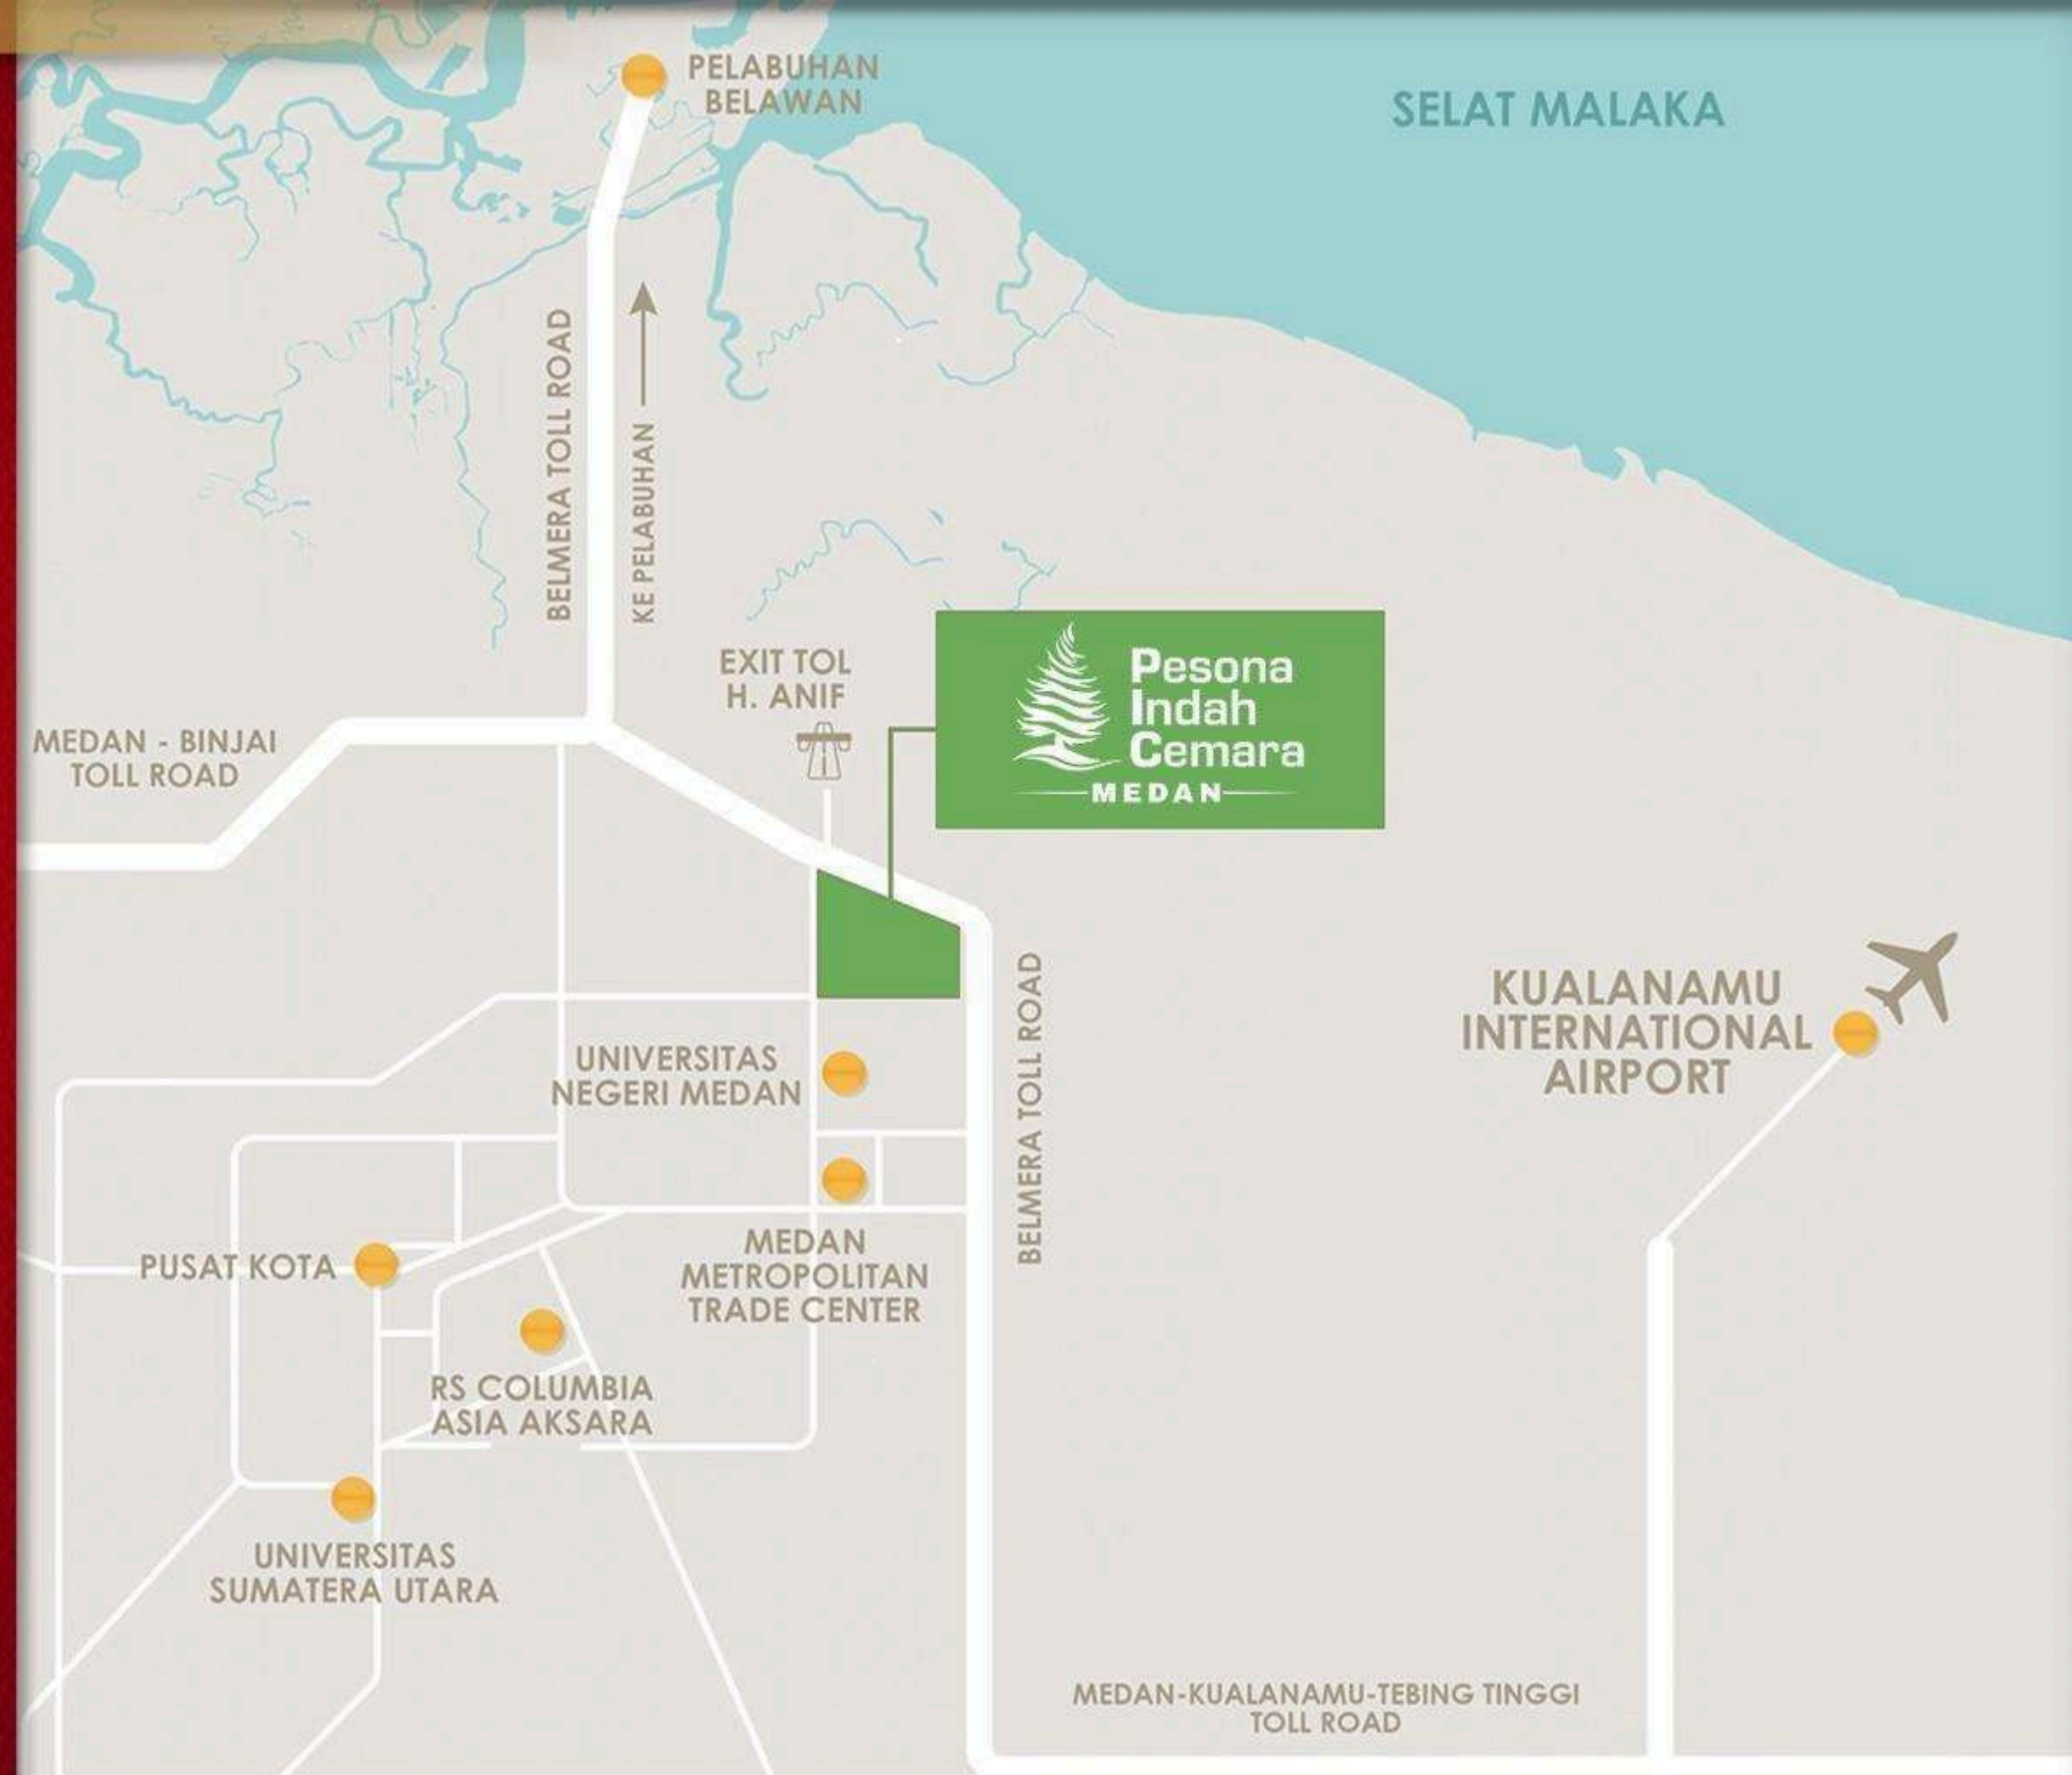 PELABUHAN
BELAWAN
SELAT MALAKA
BELMERA TOLL ROAD
KE PELABUHAN
EXIT TOL
H. ANIF
Pesona
Indah
Cemara
MEDAN
MEDAN - BINJAI
TOLL ROAD
KUALANAMU
INTERNATIONAL
AIRPORT
BELMERA TOLL ROAD
UNIVERSITAS
NEGERI MEDAN
MEDAN
METROPOLITAN
TRADE CENTER
PUSAT KOTA
RS COLUMBIA
ASIA AKSARA
UNIVERSITAS
SUMATERA UTARA
MEDAN-KUALANAMU-TEBING TINGGI
TOLL ROAD